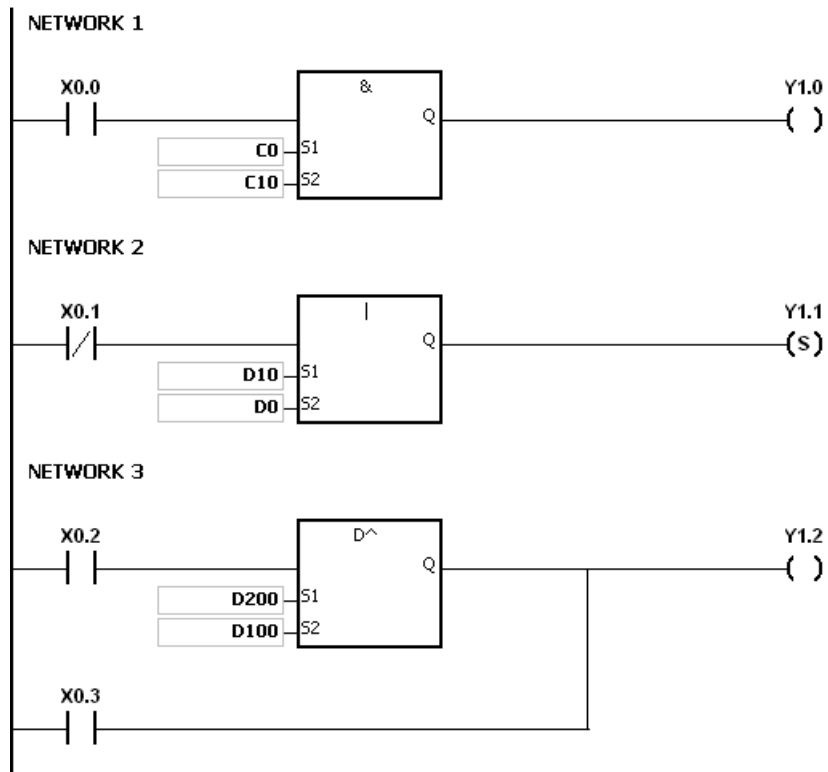 NETWORK 1
X0.0
&
Y1.0
Q
C0 S1
C10 S2
NETWORK 2
X0.1
|
Y1.1
Q
(S)
D10 S1
D0 S2
NETWORK 3
X0.2
D^
Y1.2
Q
D200 S1
D100 S2
X0.3